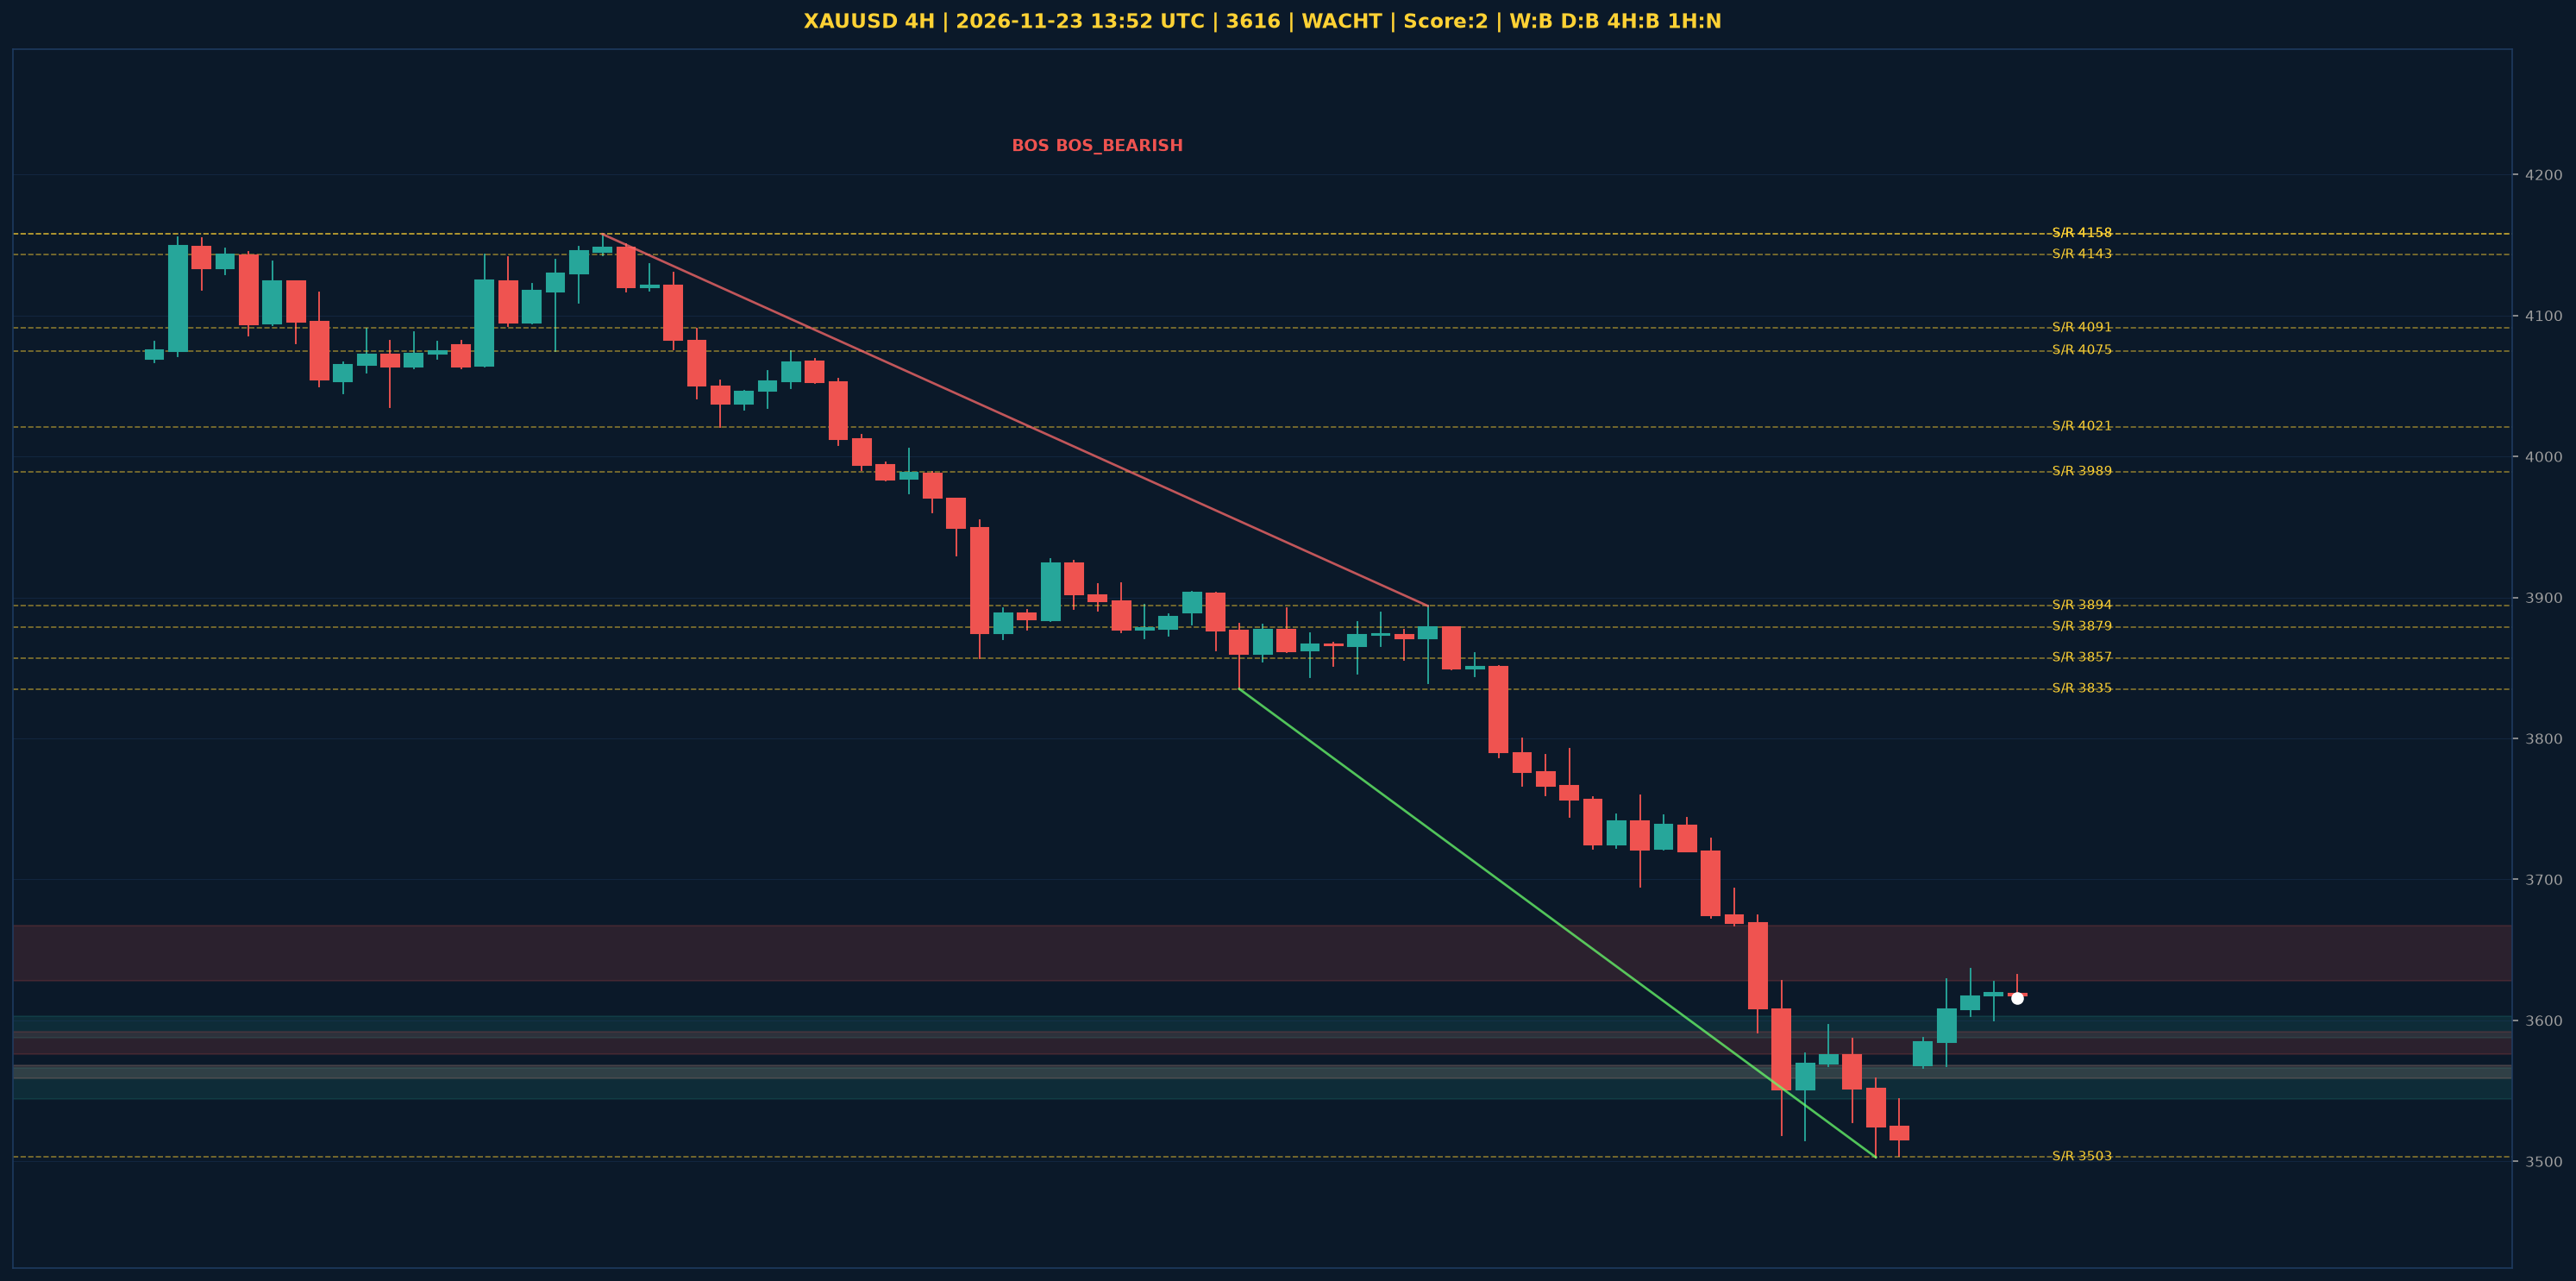 XAUUSD 4H | 2026-11-23 13:52 UTC | 3616 | WACHT | Score:2 | W:B D:B 4H:B 1H:N
BOS BOS_BEARISH
4200
S/R 4158
S/R 4143
4100
S/R 4091
S/R 4075
S/R 4021
4000
S/R 3989
3900
S/R 3894
S/R 3879
S/R 3857
S/R 3835
3800
3700
3600
S/R 3503
3500